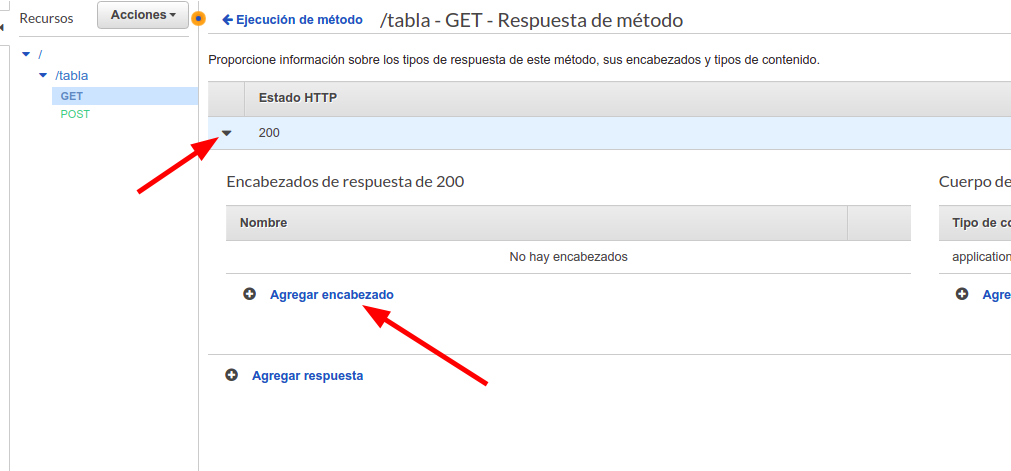 Recursos
Acciones
Ejecución de método
/tabla - GET - Respuesta de método
/
/tabla
GET
POST
Proporcione información sobre los tipos de respuesta de este método, sus encabezados y tipos de contenido.
Estado HTTP
200
Encabezados de respuesta de 200
Nombre
No hay encabezados
Agregar encabezado
Cuerpo de
Tipo de co
application
Agre
Agregar respuesta